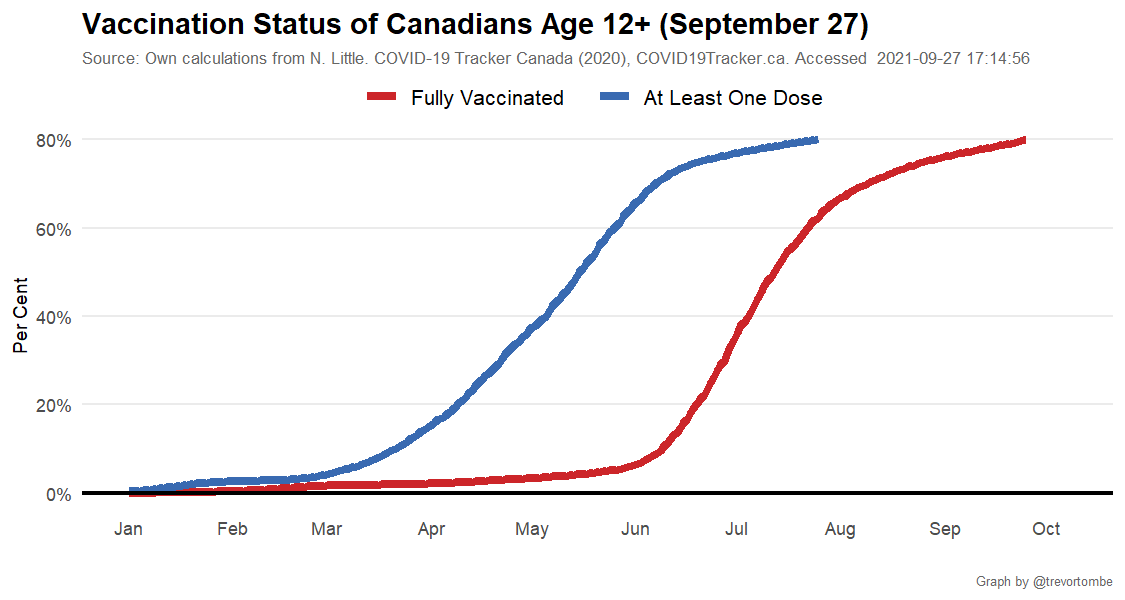 Vaccination Status of Canadians Age 12+ (September 27)
Source: Own calculations from N. Little. COVID-19 Tracker Canada (2020), COVID19Tracker.ca. Accessed  2021-09-27 17:14:56
Fully Vaccinated At Least One Dose
Per Cent
80%
60%
40%
20%
0%
Jan Feb Mar Apr May Jun Jul Aug Sep Oct
Graph by @trevortombe